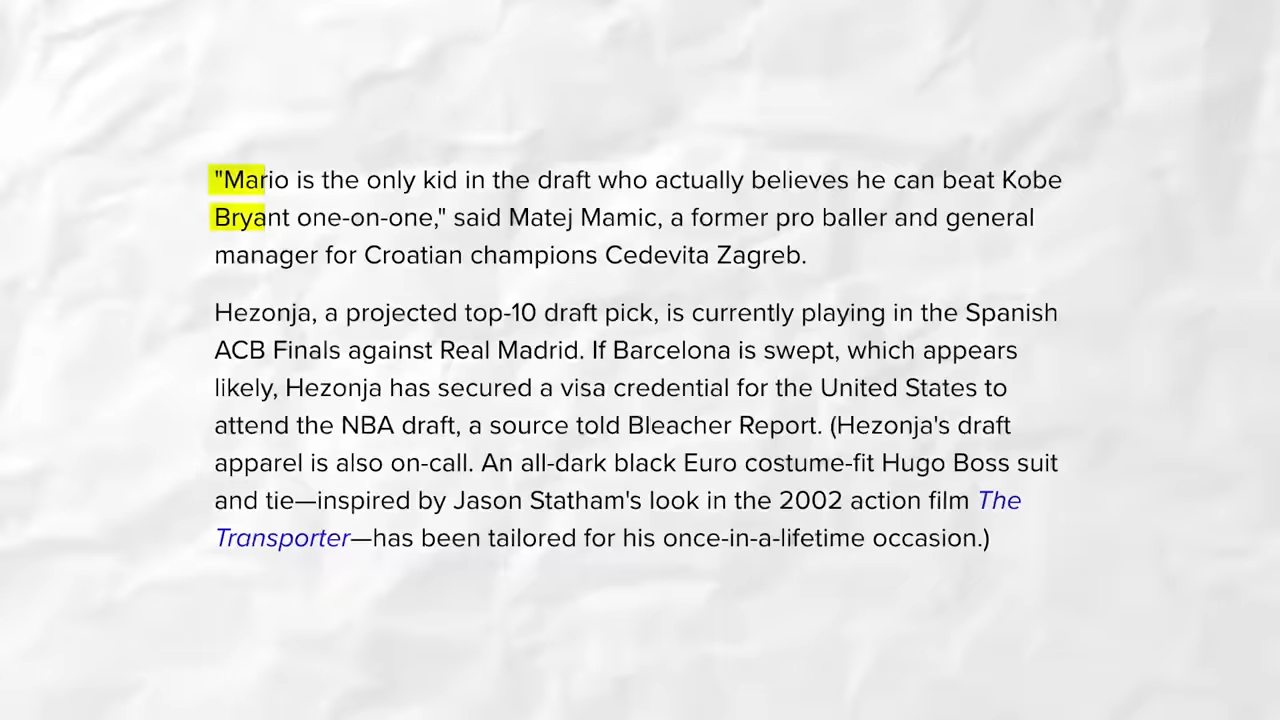 "Mario is the only kid in the draft who actually believes he can beat Kobe
Bryant one-on-one," said Matej Mamic, a former pro baller and general
manager for Croatian champions Cedevita Zagreb.
Hezonja, a projected top-10 draft pick, is currently playing in the Spanish
ACB Finals against Real Madrid. If Barcelona is swept, which appears
likely, Hezonja has secured a visa credential for the United States to
attend the NBA draft, a source told Bleacher Report. (Hezonja's draft
apparel is also on-call. An all-dark black Euro costume-fit Hugo Boss suit
and tie—inspired by Jason Statham's look in the 2002 action film The
Transporter—has been tailored for his once-in-a-lifetime occasion.)